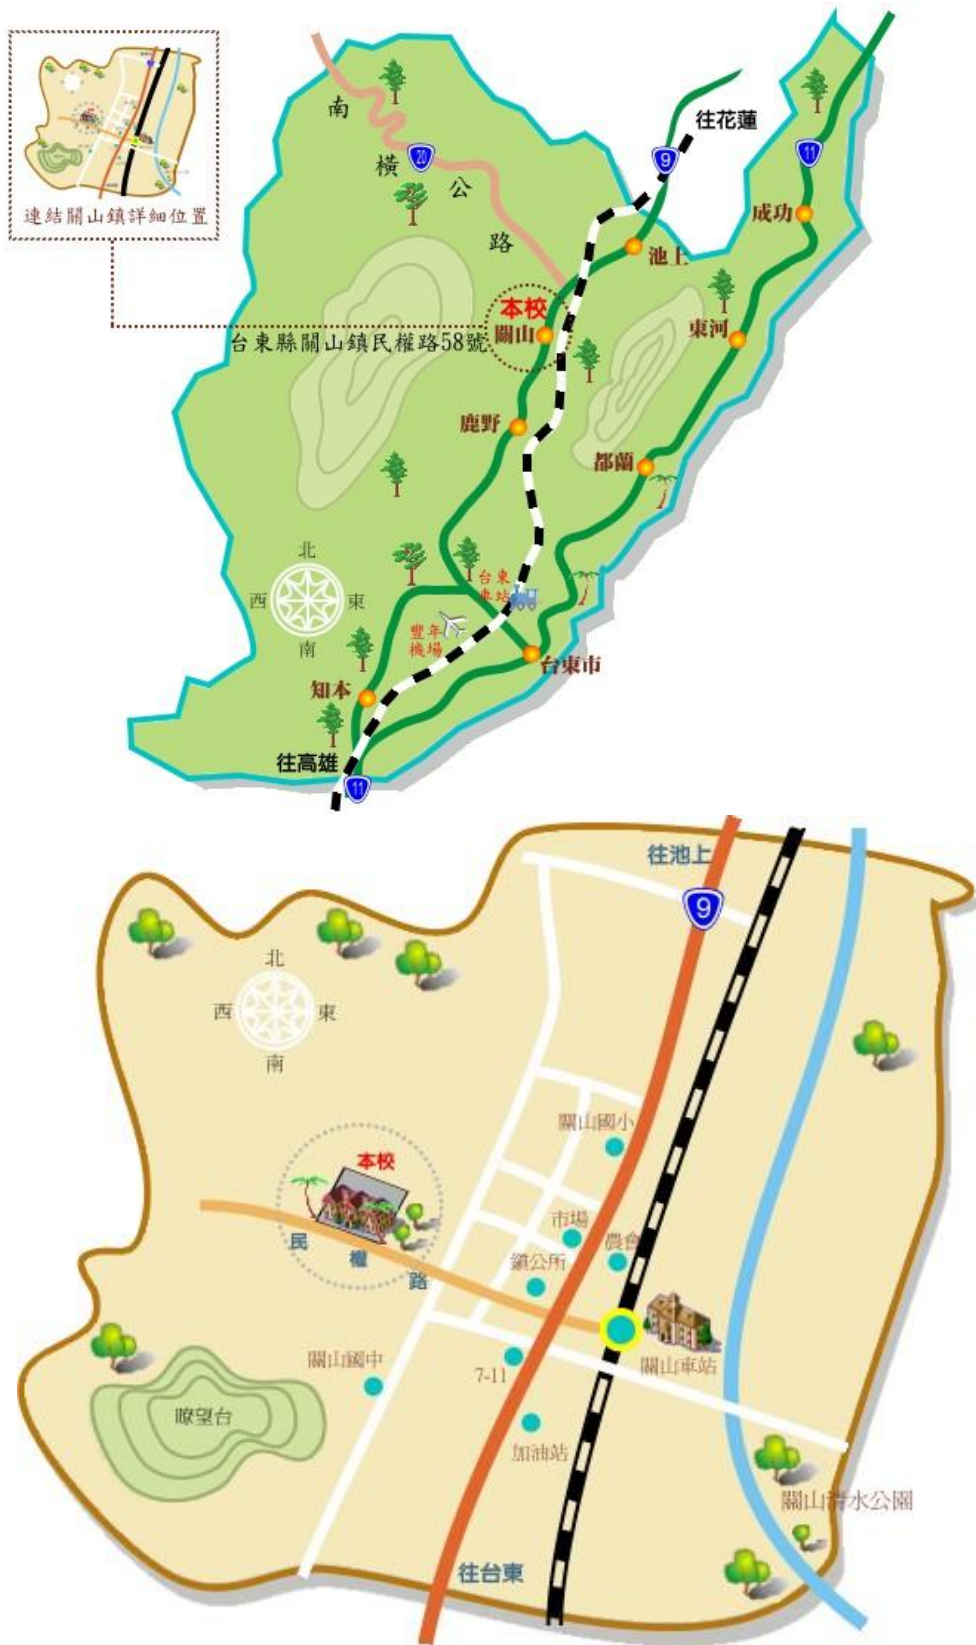 連結關山鎮詳細位置
南
橫
公
路
20
往花蓮
9
11
成功
池上
本校
關山
東河
台東縣關山鎮民權路58號
鹿野
都蘭
北
西
東
南
台東
車站
豐年
機場
台東市
知本
往高雄
11
往池上
9
北
西
東
南
關山國小
本校
市場
農會
民
權
路
鎮公所
關山車站
關山國中
7-11
瞭望台
加油站
關山清水公園
往台東